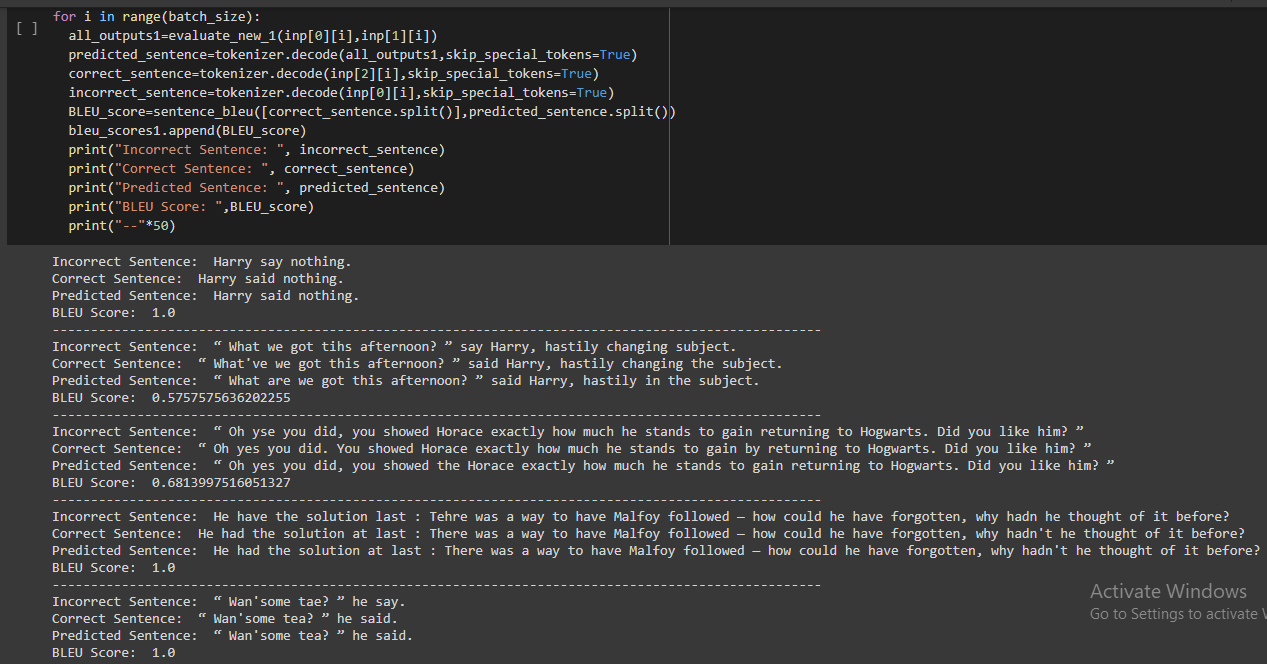 for i in range(batch_size):
[ ]
all_outputs1=evaluate_new_1(inp[0][i],inp[1][i])
predicted_sentence=tokenizer.decode(all_outputs1,skip_special_tokens=True)
correct_sentence=tokenizer.decode(inp[2][i],skip_special_tokens=True)
incorrect_sentence=tokenizer.decode(inp[0][i],skip_special_tokens=True)
BLEU_score=sentence_bleu([correct_sentence.split()],predicted_sentence.split())
bleu_scores1.append(BLEU_score)
print("Incorrect Sentence: ", incorrect_sentence)
print("Correct Sentence: ", correct_sentence)
print("Predicted Sentence: ", predicted_sentence)
print("BLEU Score: ",BLEU_score)
print("--"*50)
Incorrect Sentence:  Harry say nothing.
Correct Sentence:  Harry said nothing.
Predicted Sentence:  Harry said nothing.
BLEU Score:  1.0
----------------------------------------------------------------------------------------------------
Incorrect Sentence:  “ What we got tihs afternoon? ” say Harry, hastily changing subject.
Correct Sentence:  “ What've we got this afternoon? ” said Harry, hastily changing the subject.
Predicted Sentence:  “ What are we got this afternoon? ” said Harry, hastily in the subject.
BLEU Score:  0.5757575636202255
----------------------------------------------------------------------------------------------------
Incorrect Sentence:  “ Oh yse you did, you showed Horace exactly how much he stands to gain returning to Hogwarts. Did you like him? ”
Correct Sentence:  “ Oh yes you did. You showed Horace exactly how much he stands to gain by returning to Hogwarts. Did you like him? ”
Predicted Sentence:  “ Oh yes you did, you showed the Horace exactly how much he stands to gain returning to Hogwarts. Did you like him? ”
BLEU Score:  0.6813997516051327
----------------------------------------------------------------------------------------------------
Incorrect Sentence:  He have the solution last : Tehre was a way to have Malfoy followed — how could he have forgotten, why hadn he thought of it before?
Correct Sentence:  He had the solution at last : There was a way to have Malfoy followed — how could he have forgotten, why hadn't he thought of it before?
Predicted Sentence:  He had the solution at last : There was a way to have Malfoy followed — how could he have forgotten, why hadn't he thought of it before?
BLEU Score:  1.0
----------------------------------------------------------------------------------------------------
Incorrect Sentence:  “ Wan'some tae? ” he say.
Correct Sentence:  “ Wan'some tea? ” he said.
Predicted Sentence:  “ Wan'some tea? ” he said.
BLEU Score:  1.0
Activate Windows
Go to Settings to activate